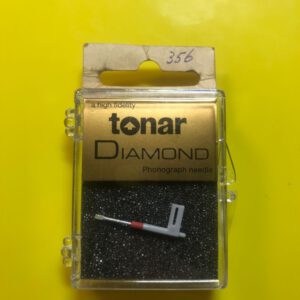 356
a high fidelity
tonar
DIAMOND
Phonograph needle